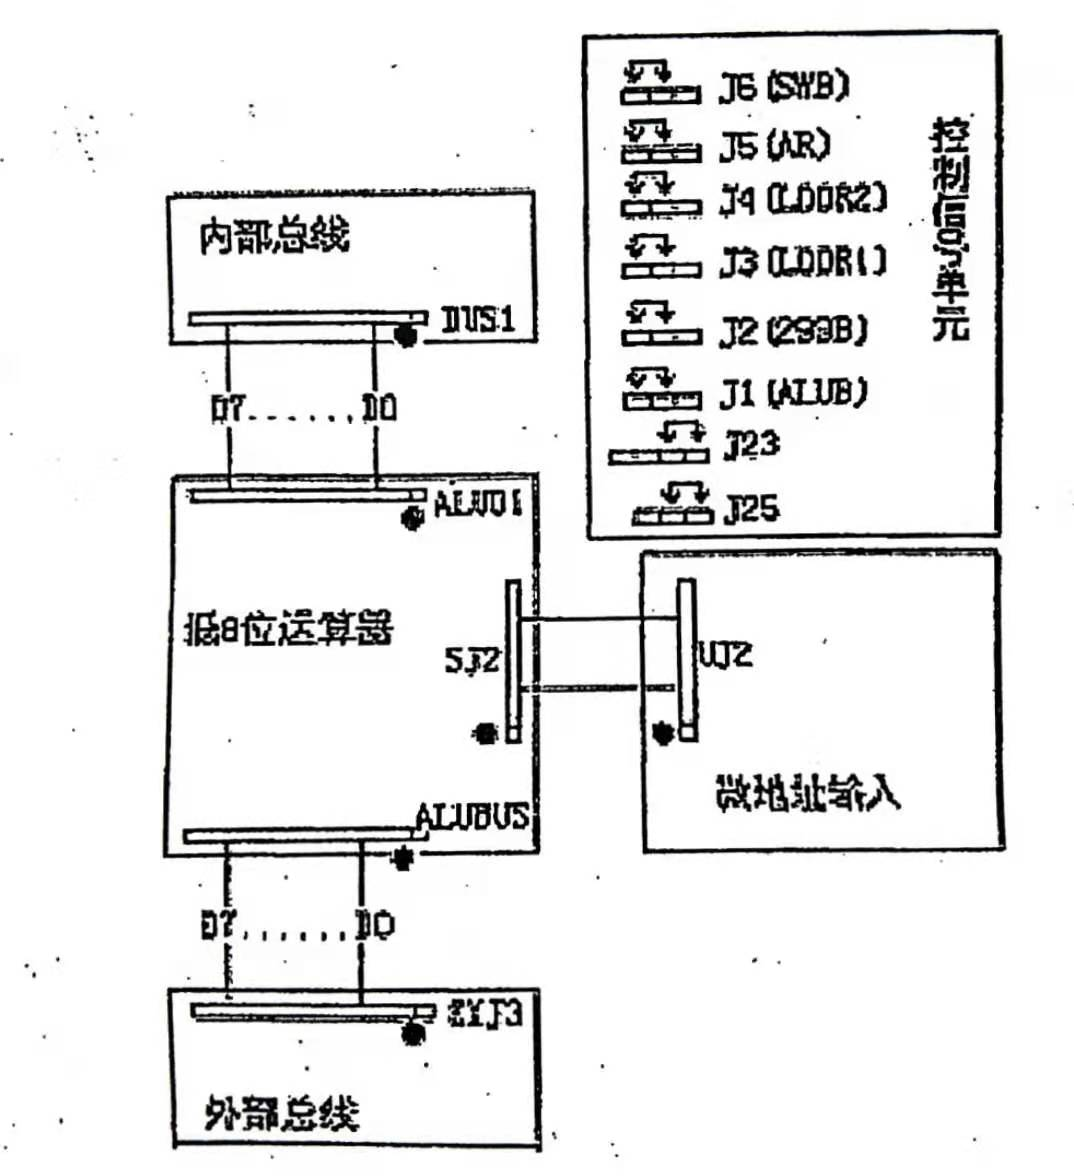 J6(SWB)
J5(AR)
J4(LDDR2)
J3(LDDR1)
J2(299B)
J1(ALUB)
J23
J25
控制单元
内部总线
BUS1
D7......D0
ALUO1
低8位运算器
SJ2
UJ2
微地址输入
ALUBUS
D7......D0
EXJ3
外部总线